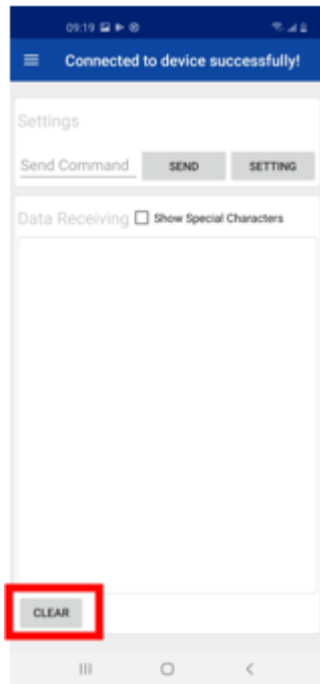 09:19
Connected to device successfully!
Settings
Send Command SEND SETTING
Data Receiving Show Special Characters
CLEAR